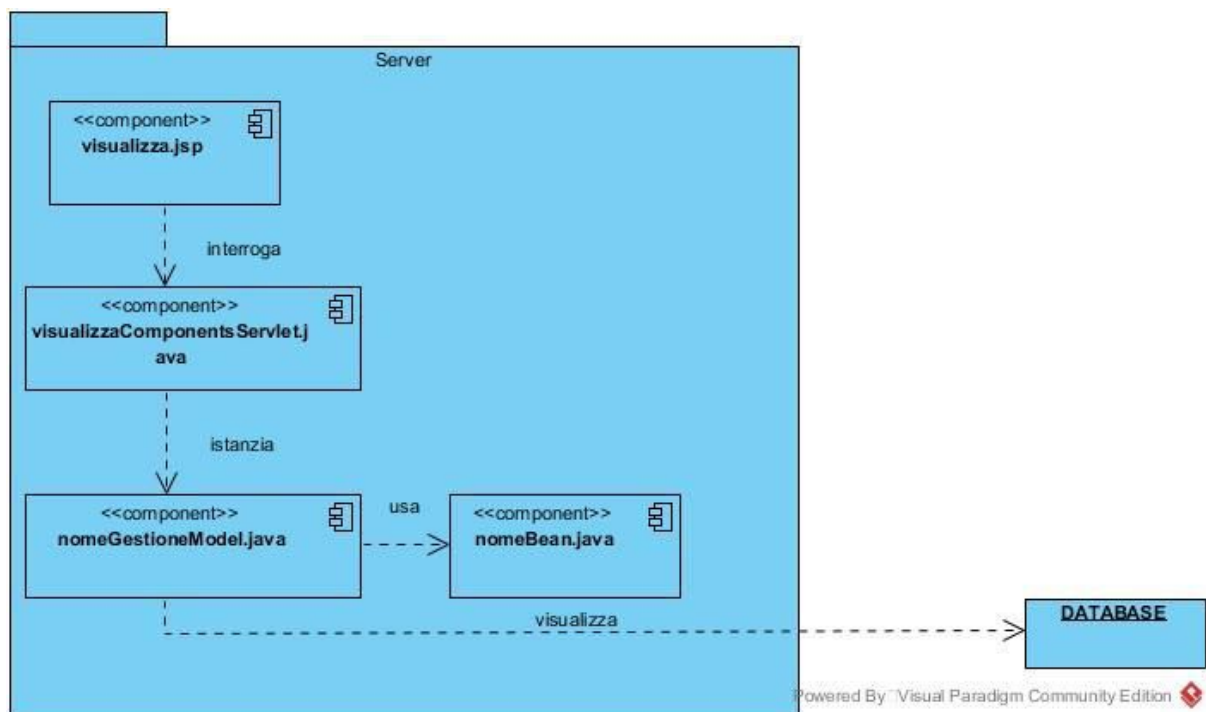 Server
<<component>>
visualizza.jsp
interroga
<<component>>
visualizzaComponentsServlet.j
ava
istanzia
<<component>>
nomeGestioneModel.java
usa
<<component>>
nomeBean.java
visualizza
DATABASE
Powered By Visual Paradigm Community Edition